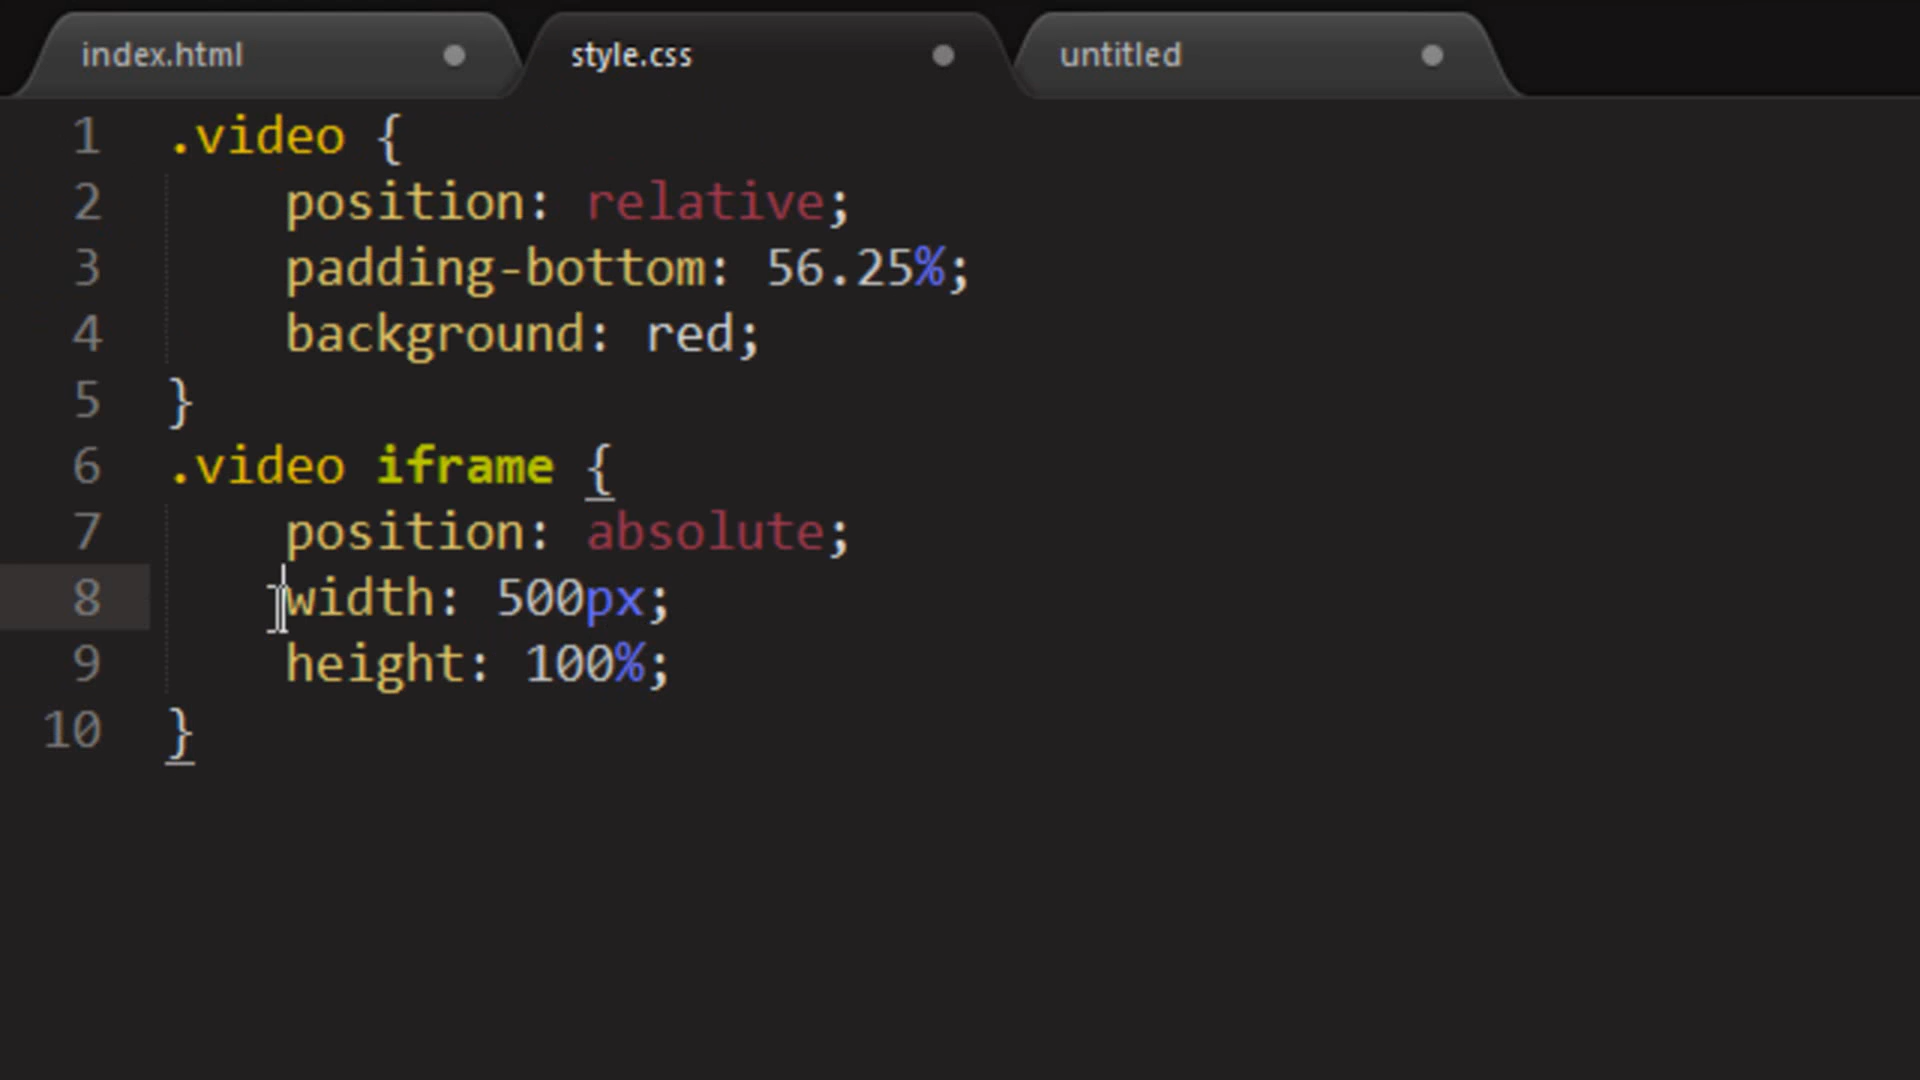 index.html style.css untitled
1 .video {
2 position: relative;
3 padding-bottom: 56.25%;
4 background: red;
5 }
6 .video iframe {
7 position: absolute;
8 width: 500px;
9 height: 100%;
10 }